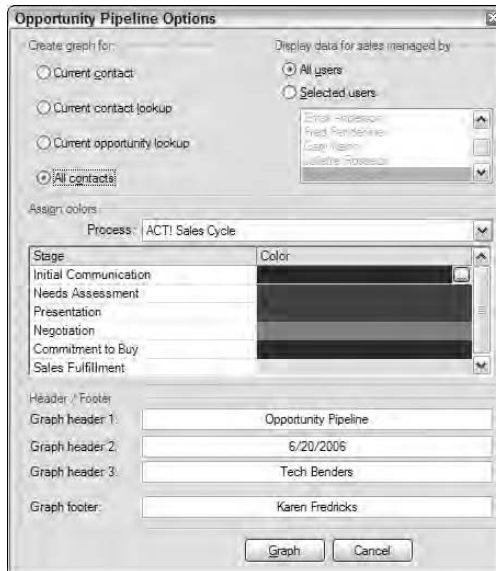 Opportunity Pipeline Options
Create graph for:
Current contact
Current contact lookup
Current opportunity lookup
All contacts
Display data for sales managed by
All users
Selected users
Assign colors
Process: ACT! Sales Cycle
Stage Color
Initial Communication
Needs Assessment
Presentation
Negotiation
Commitment to Buy
Sales Fulfillment
Header / Footer
Graph header 1: Opportunity Pipeline
Graph header 2: 6/20/2006
Graph header 3: Tech Benders
Graph footer: Karen Fredricks
Graph Cancel